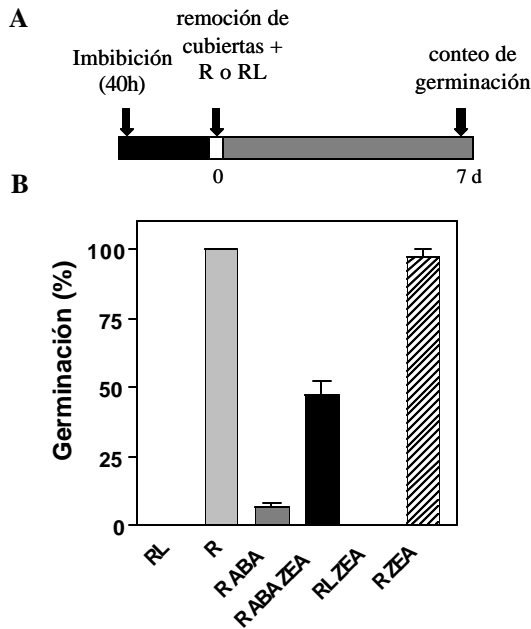 A
remoción de
cubiertas +
R o RL
Imbibición
(40h)
conteo de
germinación
0
7 d
B
Germinación (%)
100
75
50
25
0
RL
R
R ABA
R ABA ZEA
RL ZEA
R ZEA